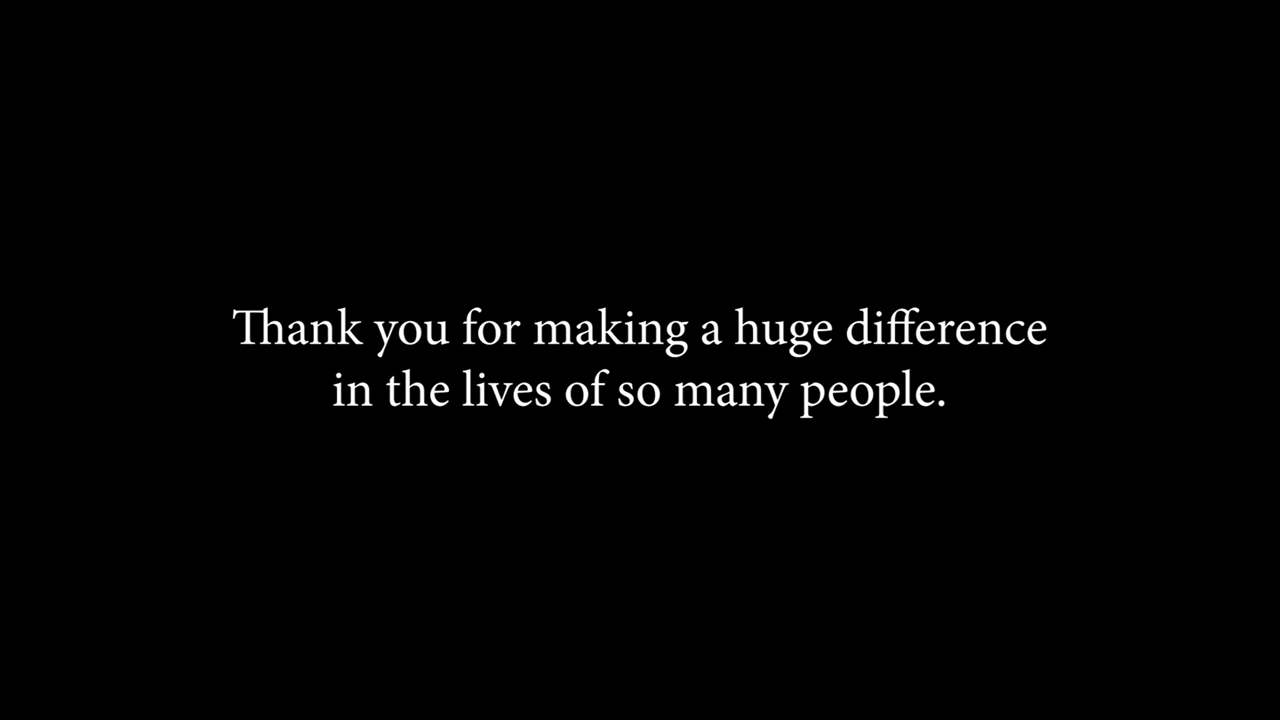 Thank you for making a huge difference
in the lives of so many people.